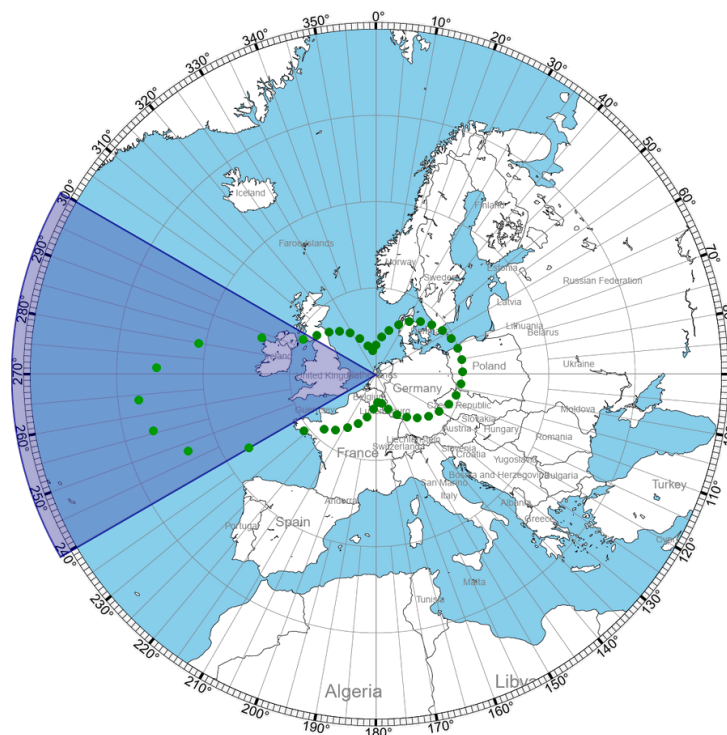 0°
350°
10°
340°
20°
330°
30°
320°
40°
310°
50°
300°
60°
290°
70°
280°
270°
260°
110°
250°
120°
240°
130°
230°
140°
220°
150°
210°
160°
200°
170°
190°
180°
Iceland
Faroe Islands
Finland
Norway
Sweden
Estonia
Russian Federation
Latvia
Lithuania
Belarus
United Kingdom
Germany
Poland
Ukraine
Czech Republic
Slovakia
Moldova
Austria
Hungary
Romania
Liechtenstein
Switzerland
Slovenia
Croatia
France
Yugoslavia
San Marino
Bosnia and Herzegovina
Bulgaria
Italy
Albania
Turkey
Andorra
Greece
Portugal
Spain
Malta
Tunisia
Algeria